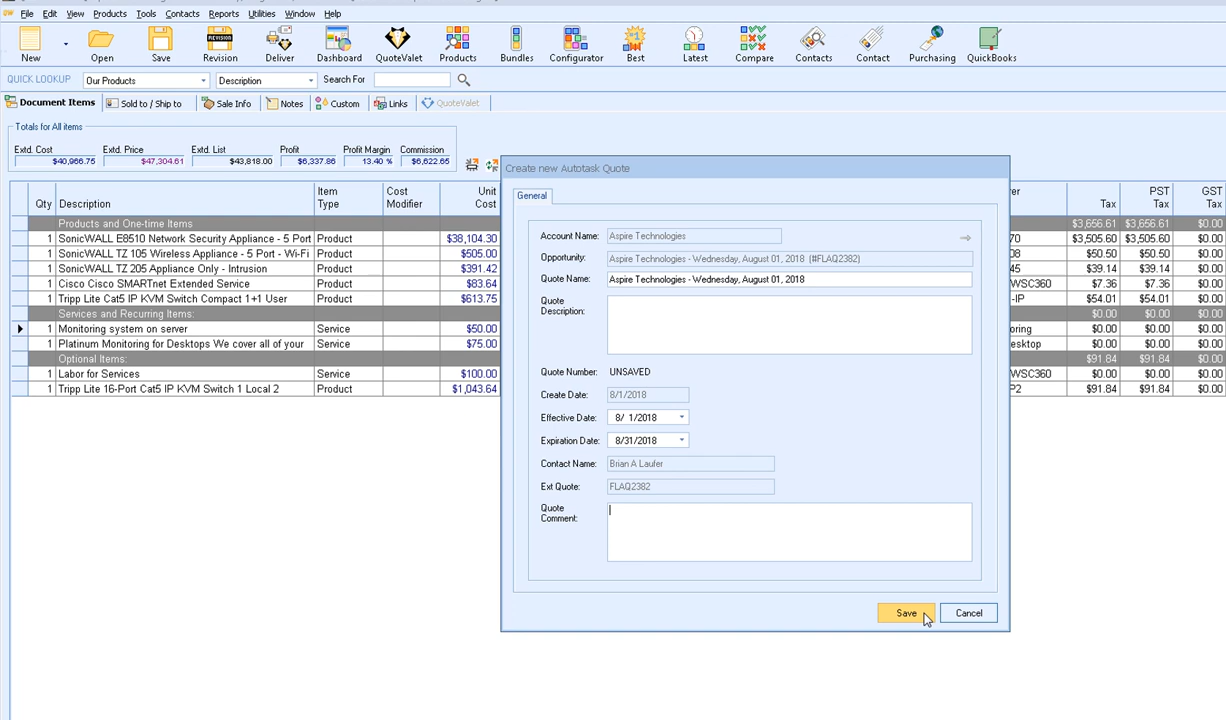 File Edit View Products Tools Contacts Reports Utilities Window Help
New Open Save Revision Deliver Dashboard QuoteValet Products Bundles Configurator Best Latest Compare Contacts Contact Purchasing QuickBooks
QUICK LOOKUP Our Products Description Search For
Document Items Sold to / Ship to Sale Info Notes Custom Links QuoteValet
Totals for All items
Extd. Cost Extd. Price Extd. List Profit Profit Margin Commission
$40,966.75 $47,304.61 $43,818.00 $6,337.86 13.40 % $6,622.65
Create new Autotask Quote
General
Account Name: Aspire Technologies
Opportunity: Aspire Technologies - Wednesday, August 01, 2018 (#FLAQ2382)
Quote Name: Aspire Technologies - Wednesday, August 01, 2018
Quote
Description:
Quote Number: UNSAVED
Create Date: 8/1/2018
Effective Date: 8/ 1/2018
Expiration Date: 8/31/2018
Contact Name: Brian A Laufer
Ext Quote: FLAQ2382
Quote
Comment:
Save Cancel
Item Cost Unit PST GST
Qty Description Type Modifier Cost er Tax Tax Tax
Products and One-time Items $3,656.61 $3,656.61 $0.00
1 SonicWALL E8510 Network Security Appliance - 5 Port Product $38,104.30 70 $3,505.60 $3,505.60 $0.00
1 SonicWALL TZ 105 Wireless Appliance - 5 Port - Wi-Fi Product $505.00 10 $50.50 $50.50 $0.00
1 SonicWALL TZ 205 Appliance Only - Intrusion Product $391.42 45 $39.14 $39.14 $0.00
1 Cisco Cisco SMARTnet Extended Service Product $83.64 WSC360 $7.36 $7.36 $0.00
1 Tripp Lite Cat5 IP KVM Switch Compact 1+1 User Product $613.75 -IP $54.01 $54.01 $0.00
Services and Recurring Items: $0.00 $0.00 $0.00
1 Monitoring system on server Service $50.00 oring $0.00 $0.00 $0.00
1 Platinum Monitoring for Desktops We cover all of your Service $75.00 esktop $0.00 $0.00 $0.00
Optional Items: $91.84 $91.84 $0.00
1 Labor for Services Service $100.00 WSC360 $0.00 $0.00 $0.00
1 Tripp Lite 16-Port Cat5 IP KVM Switch 1 Local 2 Product $1,043.64 P2 $91.84 $91.84 $0.00